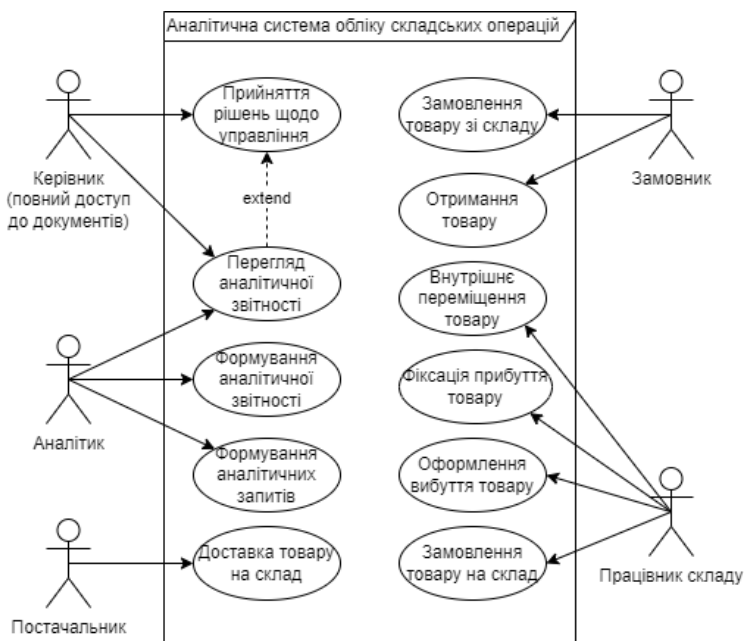 Аналітична система обліку складських операцій
Прийняття
рішень щодо
управління
Замовлення
товару зі складу
Керівник
(повний доступ
до документів)
Замовник
extend
Отримання
товару
Перегляд
аналітичної
звітності
Внутрішнє
переміщення
товару
Формування
аналітичної
звітності
Фіксація прибуття
товару
Аналітик
Формування
аналітичних
запитів
Оформлення
вибуття товару
Доставка товару
на склад
Замовлення
товару на склад
Працівник складу
Постачальник